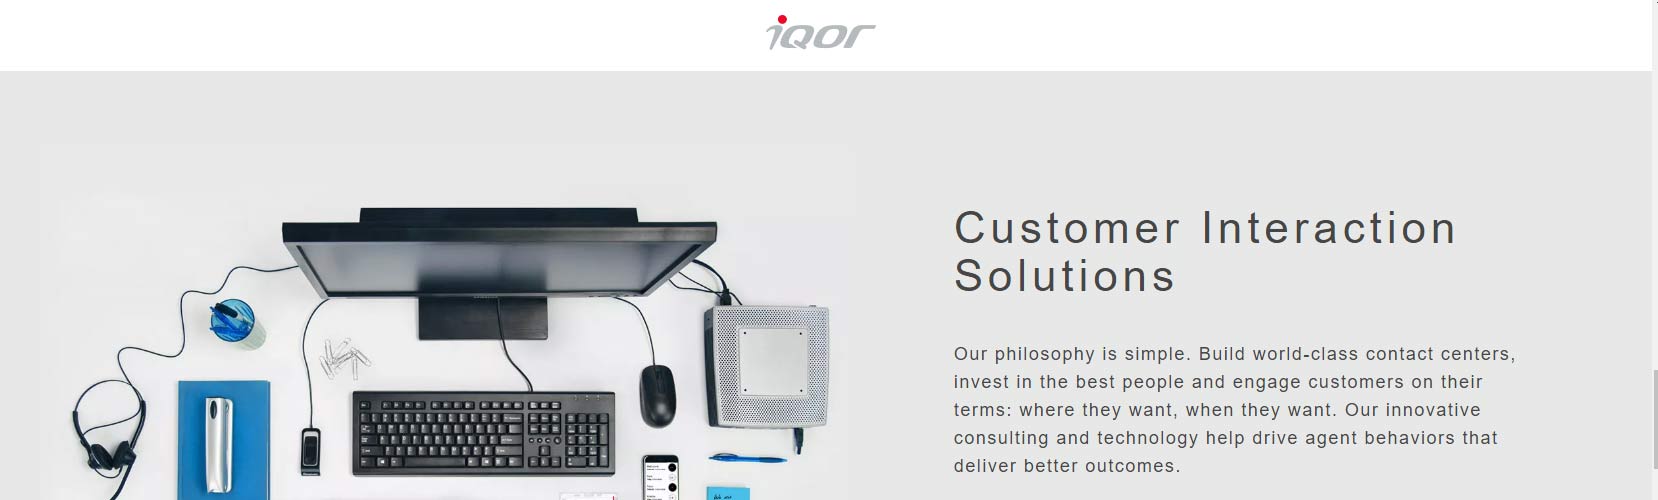 iqor
Customer Interaction
Solutions
Our philosophy is simple. Build world-class contact centers,
invest in the best people and engage customers on their
terms: where they want, when they want. Our innovative
consulting and technology help drive agent behaviors that
deliver better outcomes.